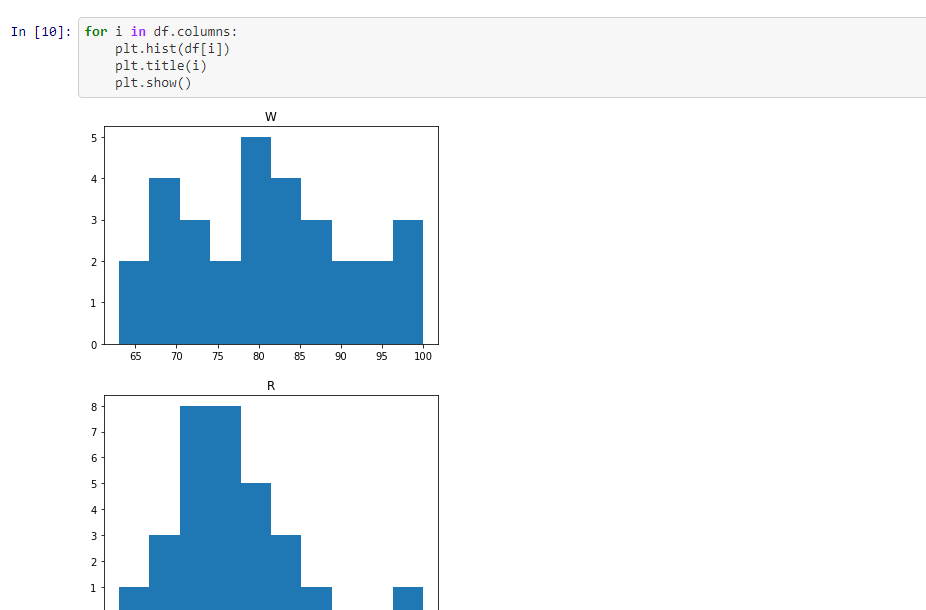 In [10]: for i in df.columns:
    plt.hist(df[i])
    plt.title(i)
    plt.show()
W
5
4
3
2
1
0
65 70 75 80 85 90 95 100
R
8
7
6
5
4
3
2
1